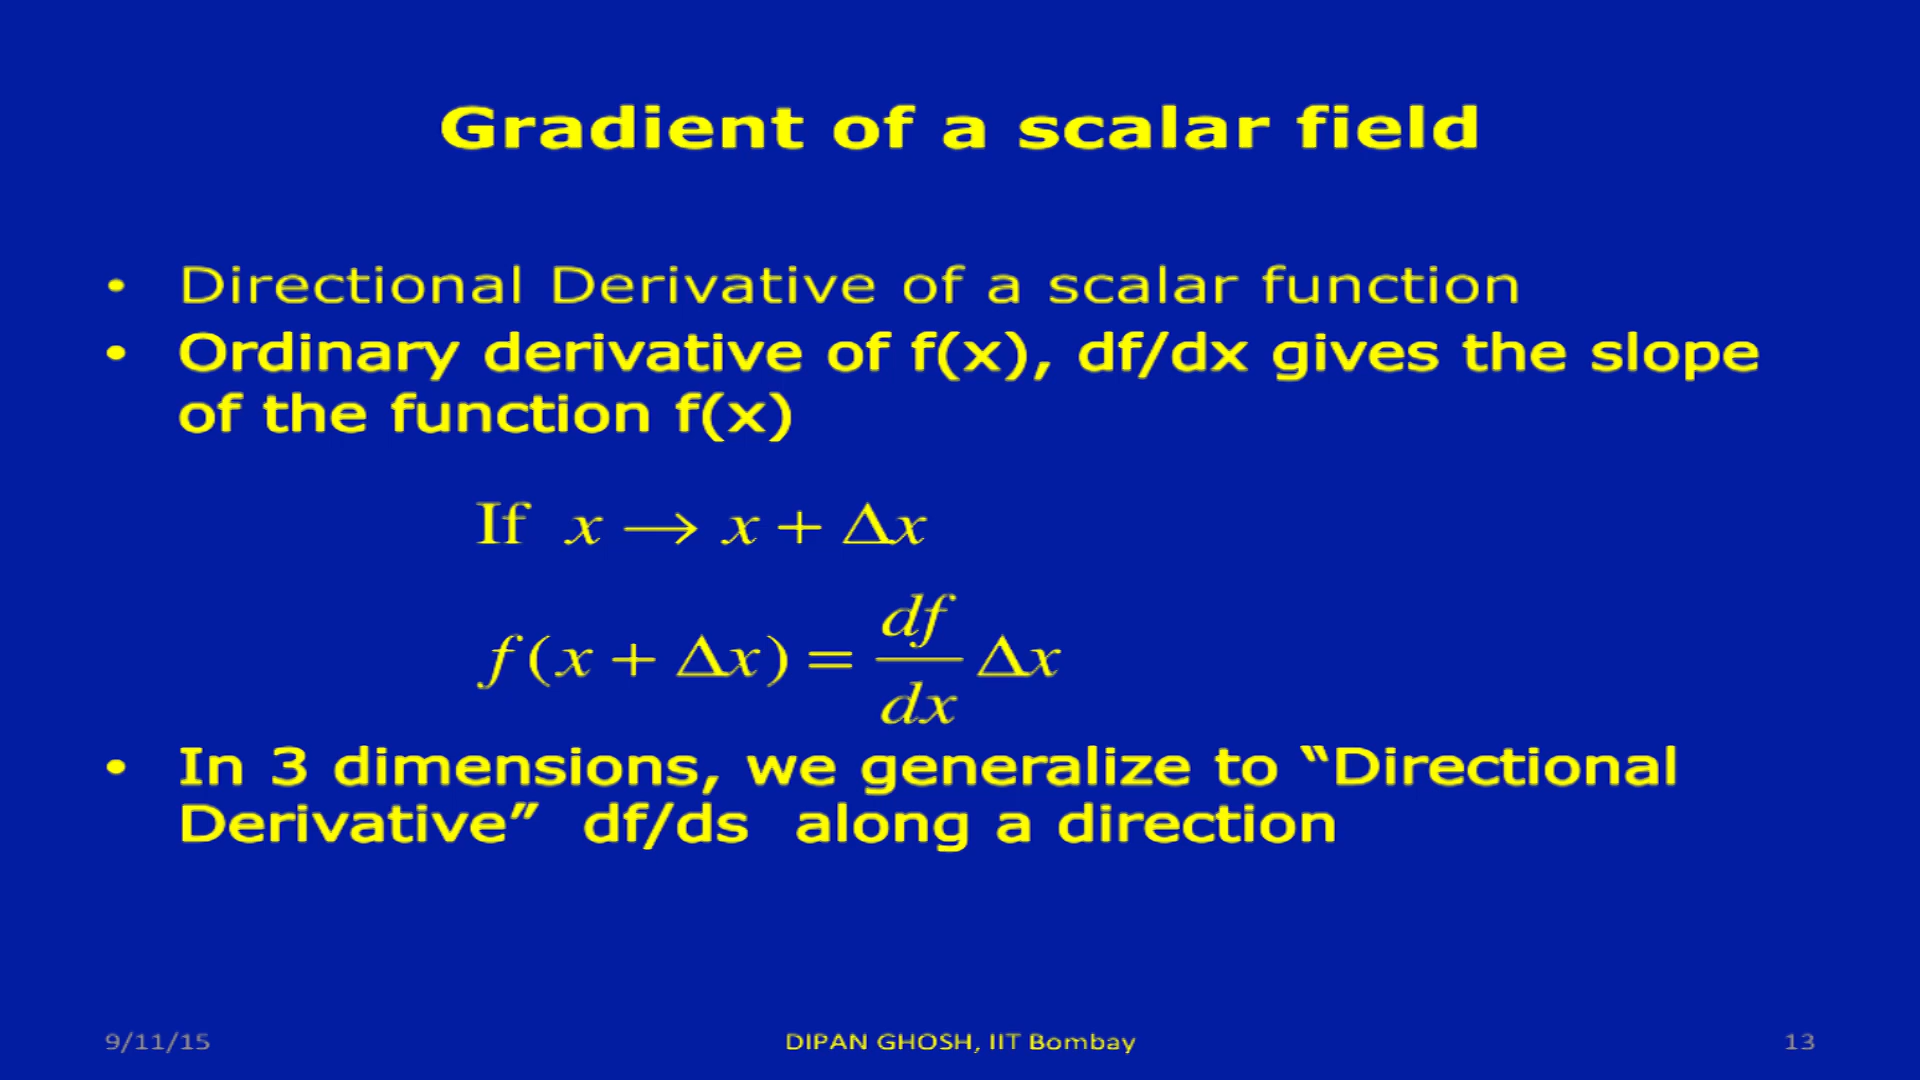 Gradient of a scalar field
• Directional Derivative of a scalar function
• Ordinary derivative of f(x), df/dx gives the slope
of the function f(x)
If x → x + Δx
f(x + Δx) = df/dx Δx
• In 3 dimensions, we generalize to “Directional
Derivative” df/ds along a direction
9/11/15 DIPAN GHOSH, IIT Bombay 13